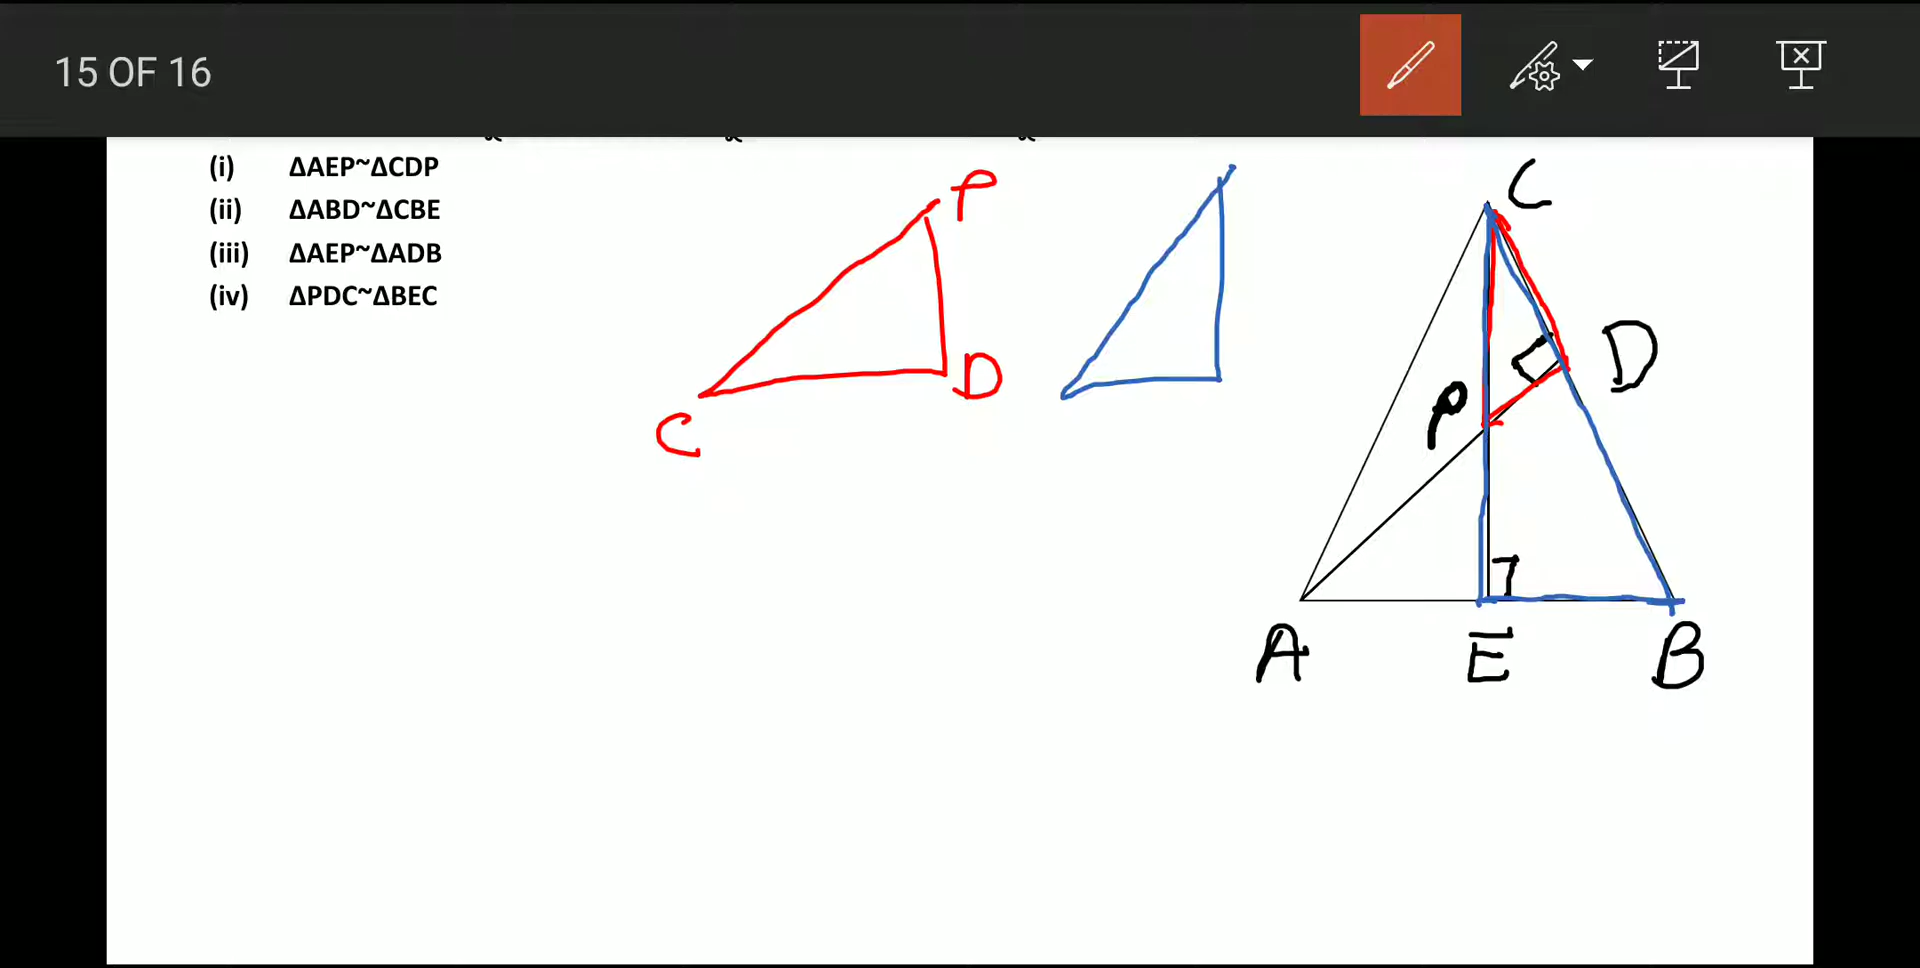 15 OF 16
(i) ΔAEP~ΔCDP
(ii) ΔABD~ΔCBE
(iii) ΔAEP~ΔADB
(iv) ΔPDC~ΔBEC
P
C
D
C
D
P
A
E
B